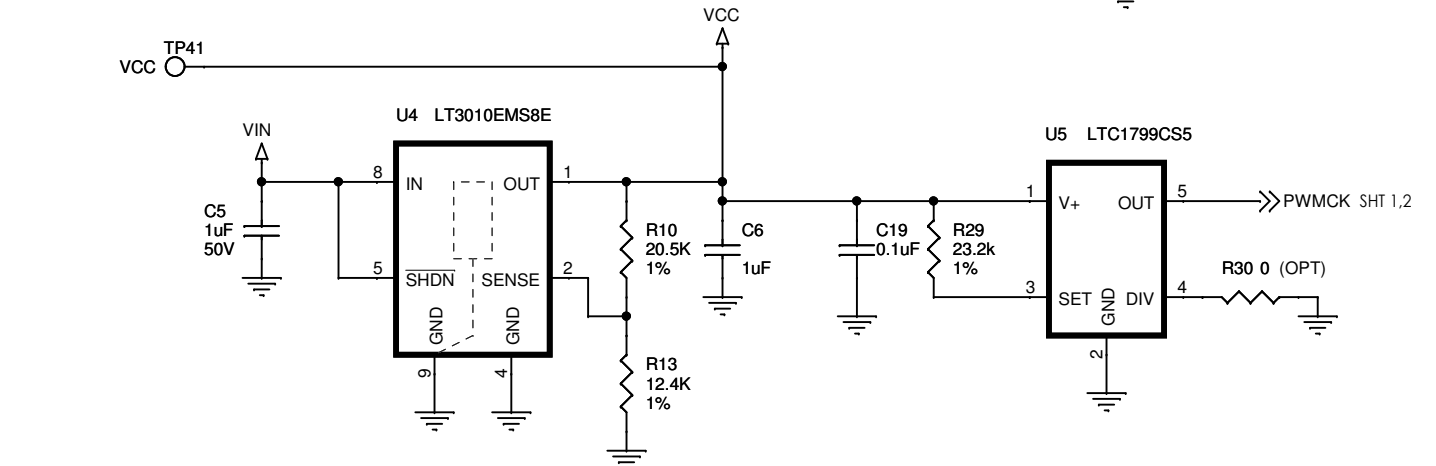 VCC
TP41
VCC
U4 LT3010EMS8E
U5 LTC1799CS5
VIN
8
IN
OUT
1
C5
1uF
50V
R10
20.5K
1%
C6
1uF
C19
0.1uF
R29
23.2k
1%
1
V+
OUT
5
PWMCK SHT 1,2
5
SHDN
SENSE
2
GND
GND
9
4
3
SET
DIV
4
GND
2
R30 0 (OPT)
R13
12.4K
1%